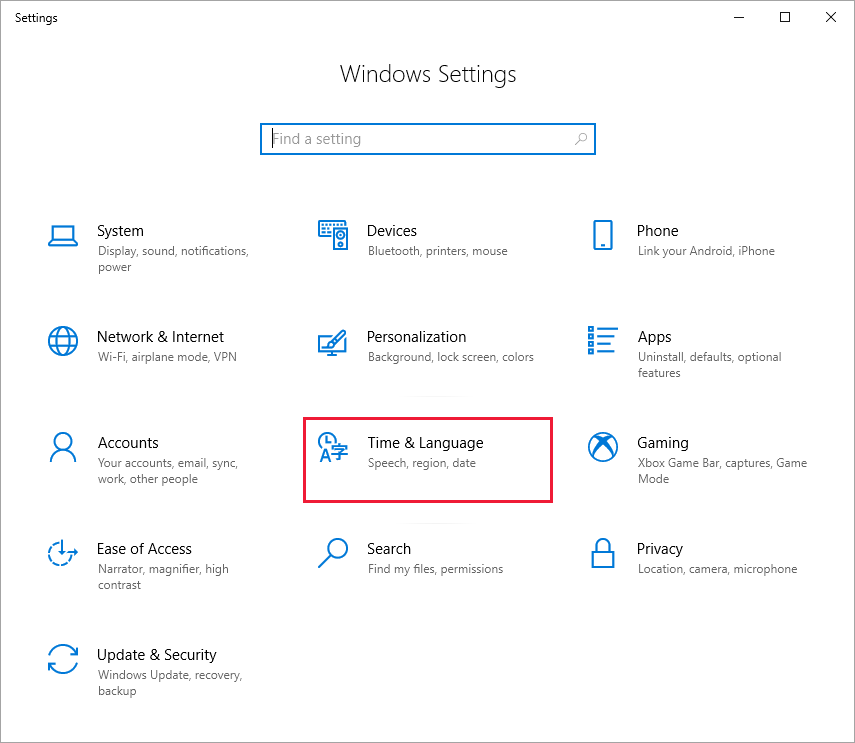 Settings
Windows Settings
Find a setting
System
Display, sound, notifications,
power
Devices
Bluetooth, printers, mouse
Phone
Link your Android, iPhone
Network & Internet
Wi-Fi, airplane mode, VPN
Personalization
Background, lock screen, colors
Apps
Uninstall, defaults, optional
features
Accounts
Your accounts, email, sync,
work, other people
Time & Language
Speech, region, date
Gaming
Xbox Game Bar, captures, Game
Mode
Ease of Access
Narrator, magnifier, high
contrast
Search
Find my files, permissions
Privacy
Location, camera, microphone
Update & Security
Windows Update, recovery,
backup